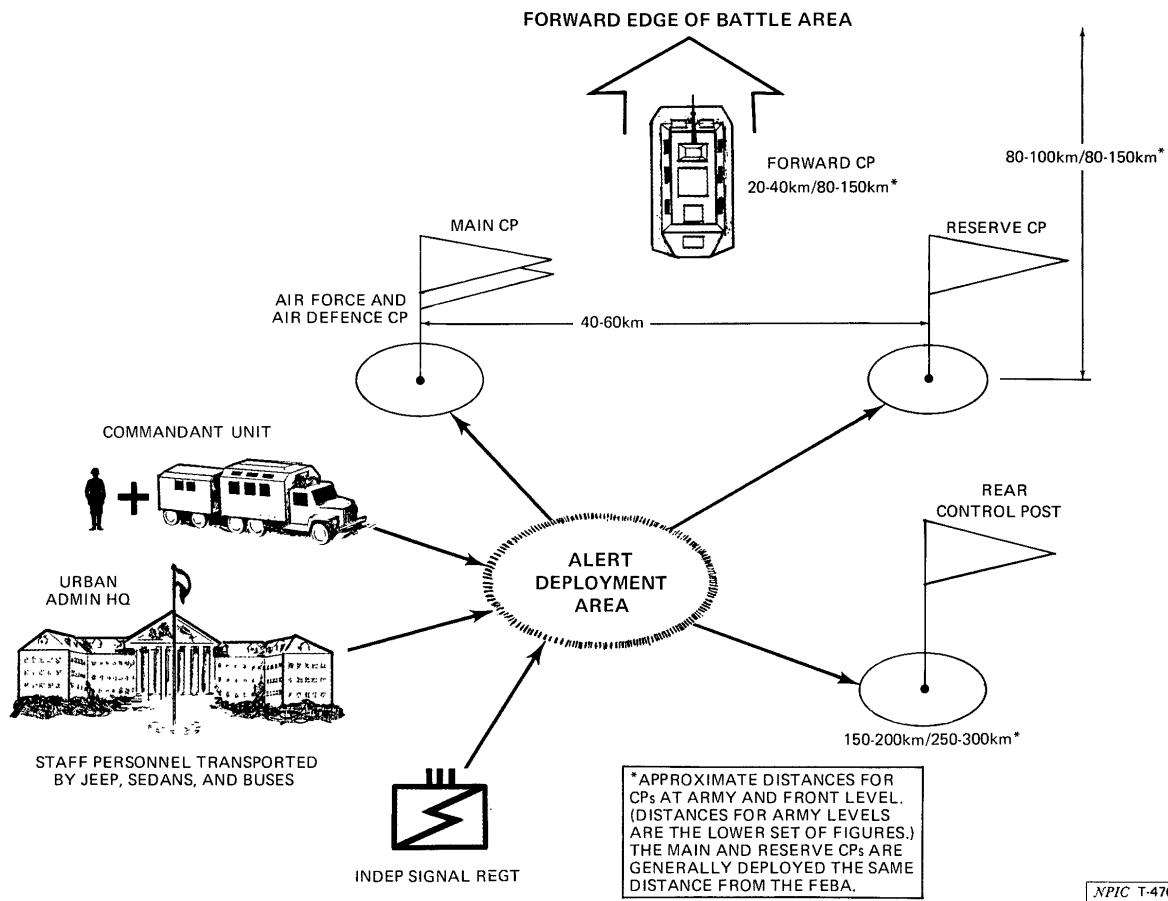 FORWARD EDGE OF BATTLE AREA
80-100km/80-150km*
FORWARD CP
20-40km/80-150km*
MAIN CP
RESERVE CP
AIR FORCE AND
AIR DEFENCE CP
40-60km
COMMANDANT UNIT
REAR
CONTROL POST
ALERT
DEPLOYMENT
AREA
URBAN
ADMIN HQ
150-200km/250-300km*
STAFF PERSONNEL TRANSPORTED
BY JEEP, SEDANS, AND BUSES
INDEP SIGNAL REGT
*APPROXIMATE DISTANCES FOR
CPs AT ARMY AND FRONT LEVEL.
(DISTANCES FOR ARMY LEVELS
ARE THE LOWER SET OF FIGURES.)
THE MAIN AND RESERVE CPs ARE
GENERALLY DEPLOYED THE SAME
DISTANCE FROM THE FEBA.
NPIC